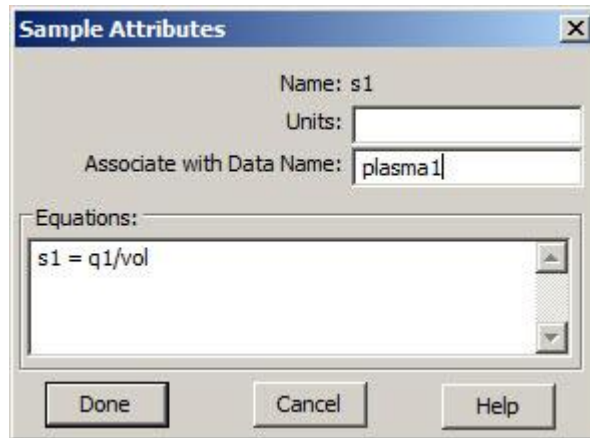 Sample Attributes
Name: s1
Units:
Associate with Data Name: plasma1
Equations:
s1 = q1/vol
Done Cancel Help